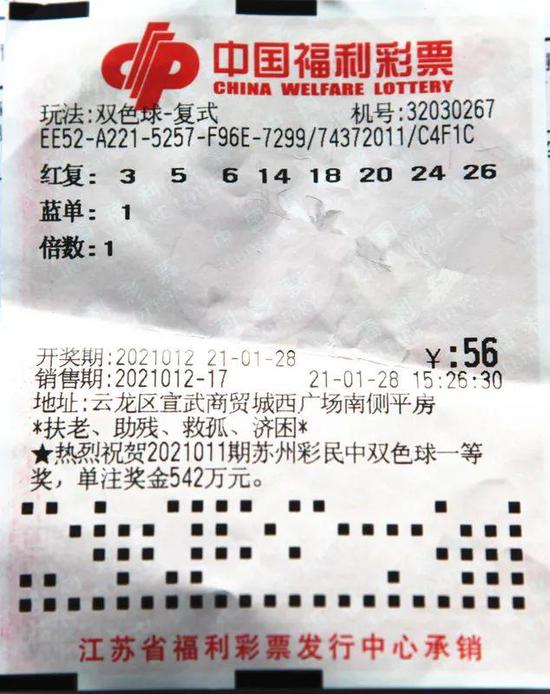 中国福利彩票
CHINA WELFARE LOTTERY
玩法:双色球-复式 机号:32030267
EE52-A221-5257-F96E-7299/74372011/C4F1C
红复: 3 5 6 14 18 20 24 26
蓝单: 1
倍数:1
开奖期:2021012 21-01-28 ¥:56
销售期:2021012-17 21-01-28 15:26:30
地址:云龙区宣武商贸城西广场南侧平房
*扶老、助残、救孤、济困*
★热烈祝贺2021011期苏州彩民中双色球一等
奖,单注奖金542万元。
江苏省福利彩票发行中心承销